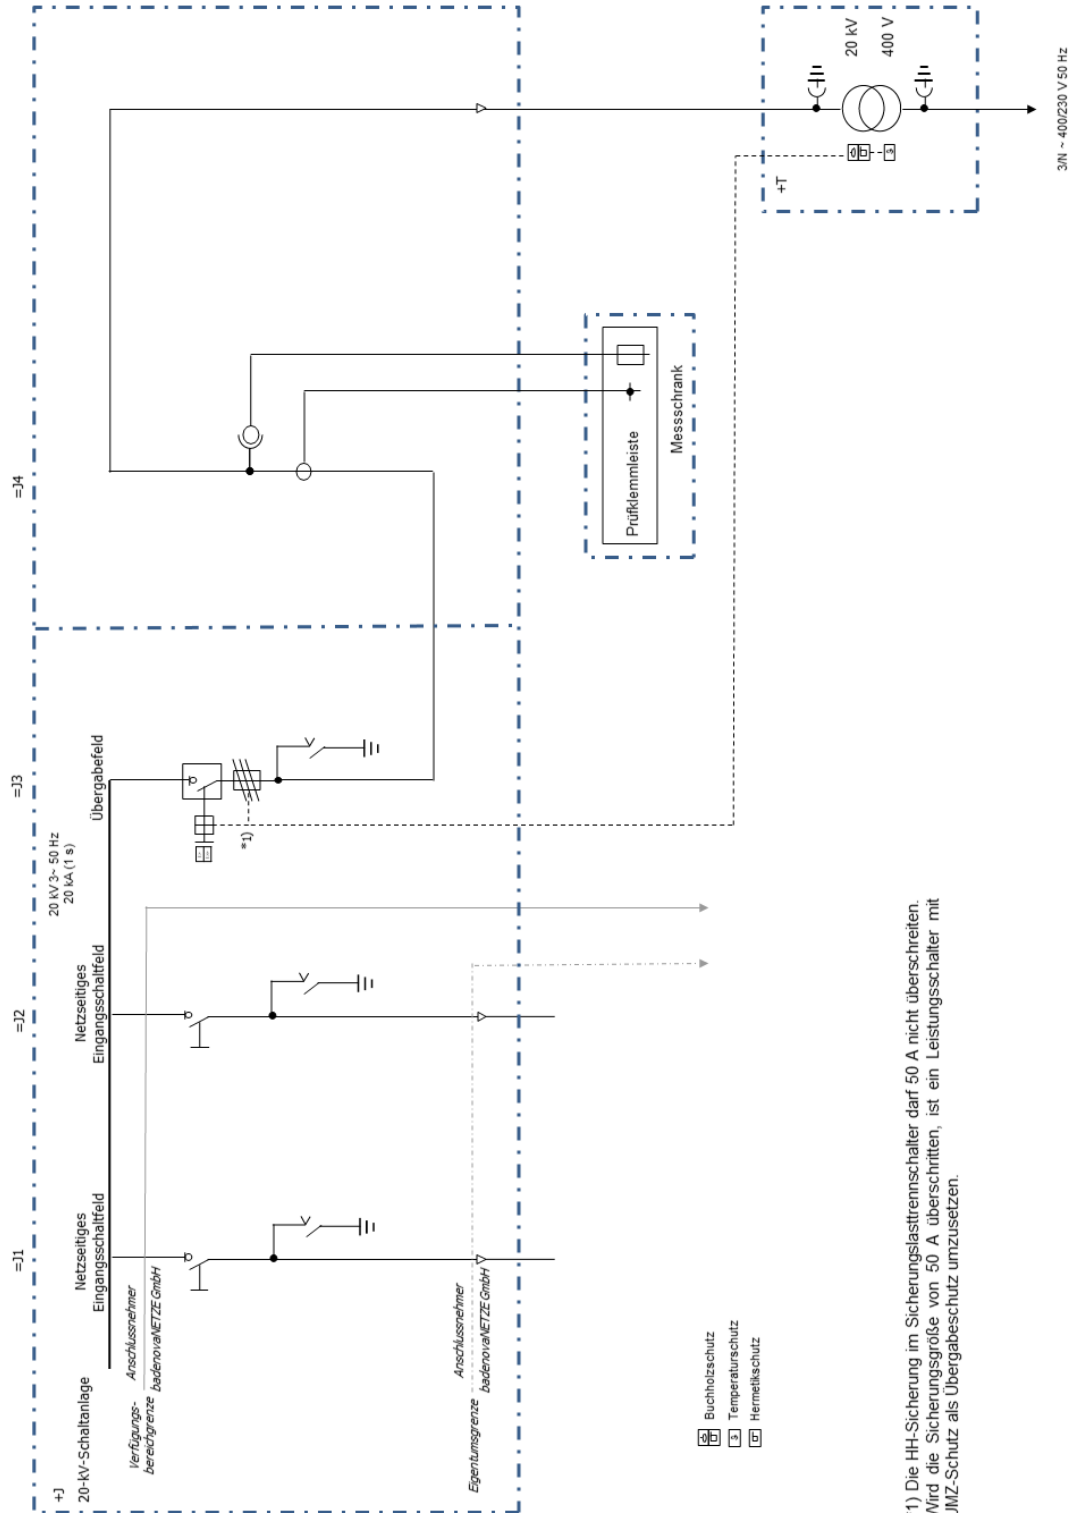 =J1
=J2
=J3
=J4
+J
20-kV-Schaltanlage
Netzseitiges
Eingangsschaltfeld
Netzseitiges
Eingangsschaltfeld
20 kV 3~ 50 Hz
20 kA (1 s)
Übergabefeld
Verfügungs-
bereichgrenze
Anschlussnehmer
badenovaNETZE GmbH
*1)
Eigentumsgrenze
Anschlussnehmer
badenovaNETZE GmbH
Prüfklemmleiste
Messschrank
+T
20 kV
400 V
3/N ~ 400/230 V 50 Hz
Buchholzschutz
Temperaturschutz
Hermetikschutz
1) Die HH-Sicherung im Sicherungslasttrennschalter darf 50 A nicht überschreiten.
Wird die Sicherungsgröße von 50 A überschritten, ist ein Leistungsschalter mit
UMZ-Schutz als Übergabeschutz umzusetzen.